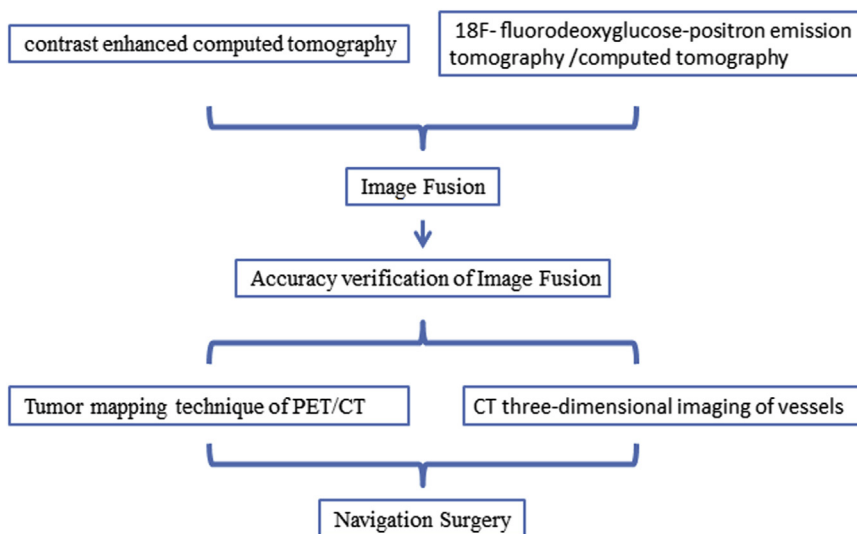 contrast enhanced computed tomography
18F- fluorodeoxyglucose-positron emission
tomography /computed tomography
Image Fusion
Accuracy verification of Image Fusion
Tumor mapping technique of PET/CT
CT three-dimensional imaging of vessels
Navigation Surgery